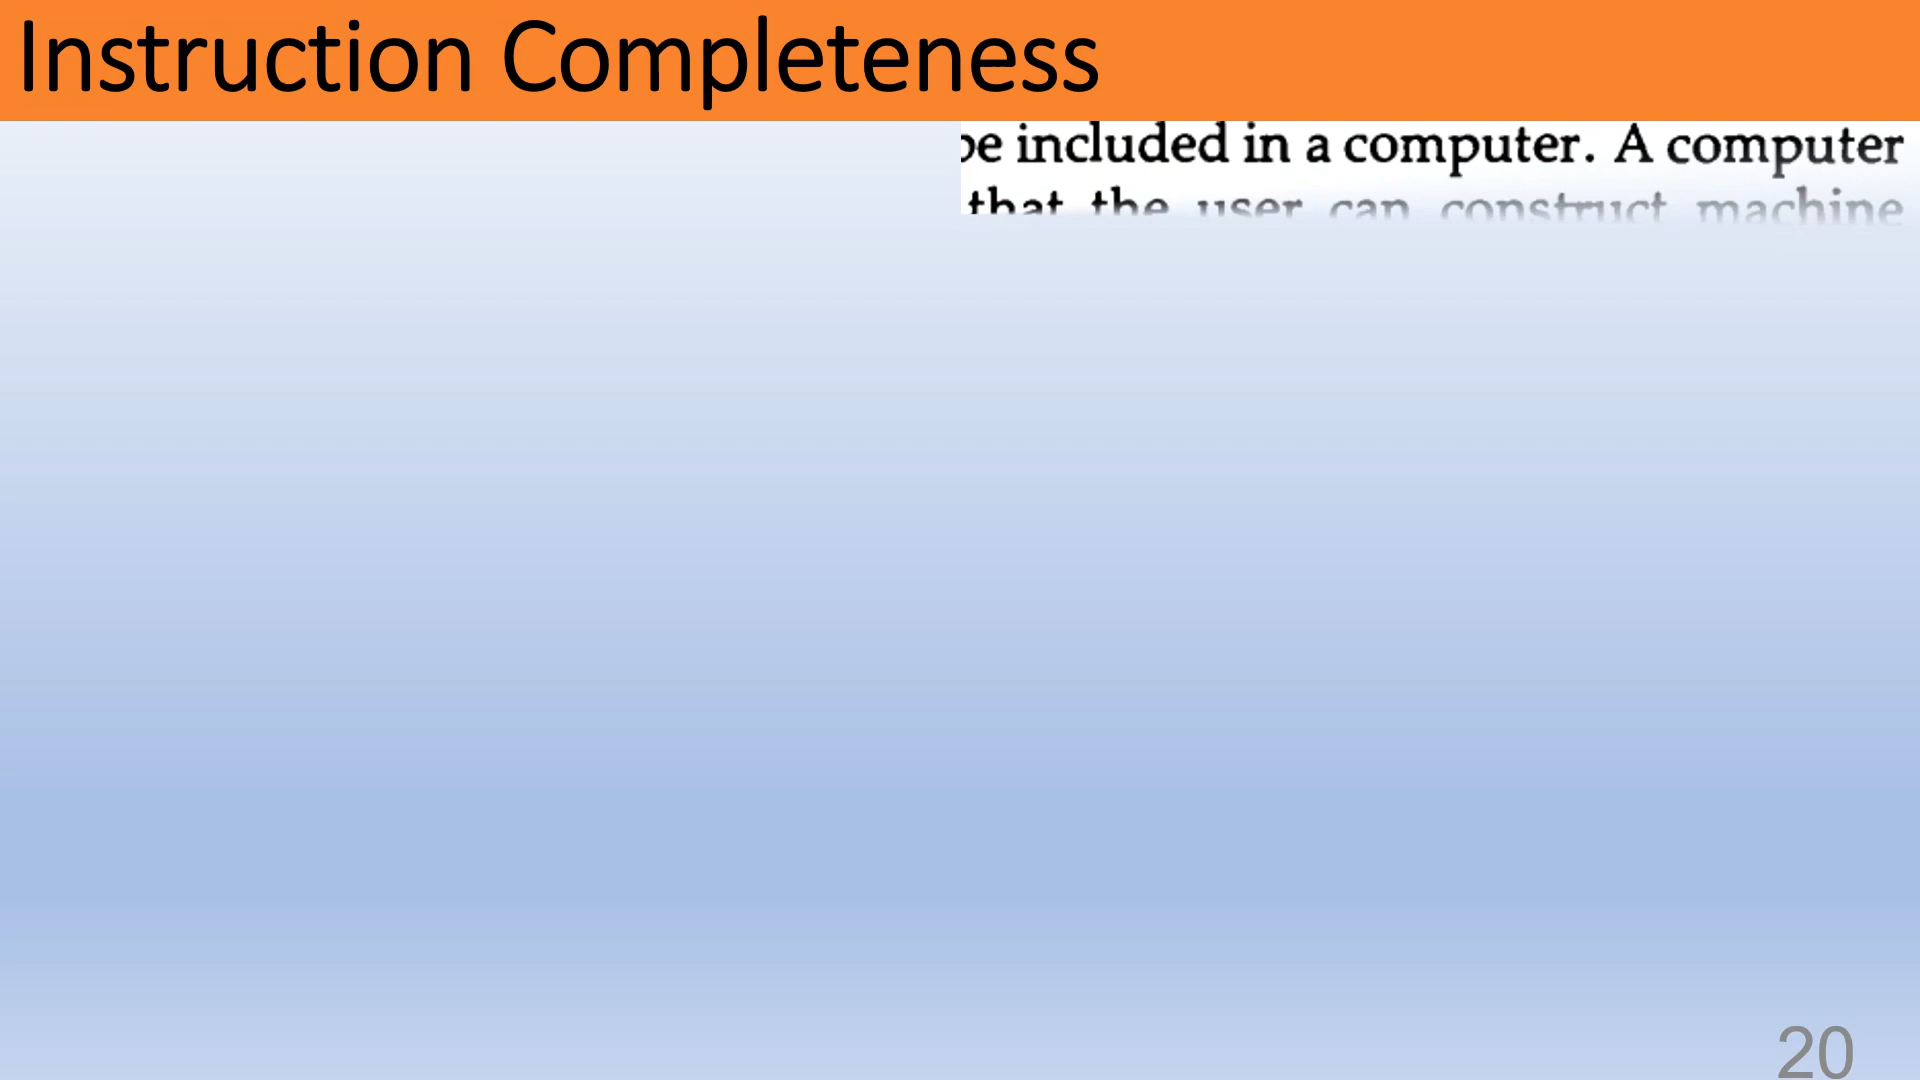 Instruction Completeness
be included in a computer. A computer
that the user can construct machine
20